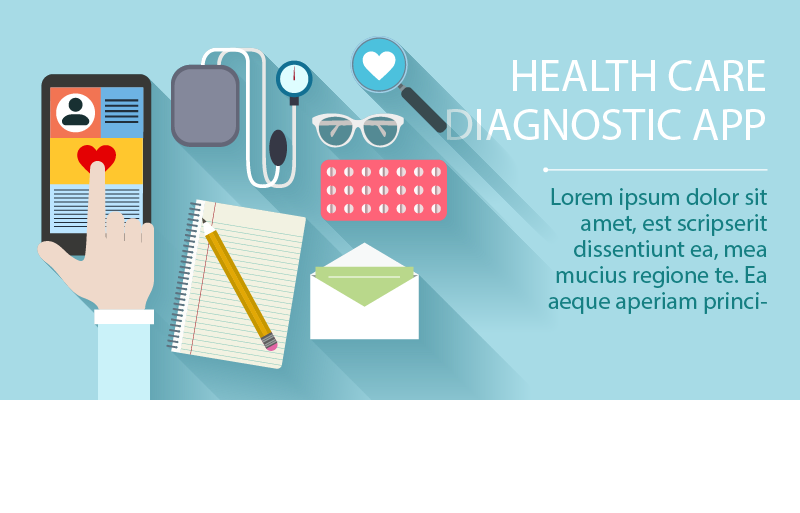 HEALTH CARE
DIAGNOSTIC APP
Lorem ipsum dolor sit
amet, est scripserit
dissentiunt ea, mea
mucius regione te. Ea
aeque aperiam princi-